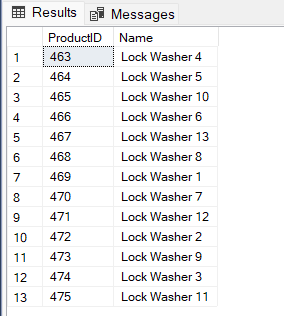 Results Messages
ProductID Name
1 463 Lock Washer 4
2 464 Lock Washer 5
3 465 Lock Washer 10
4 466 Lock Washer 6
5 467 Lock Washer 13
6 468 Lock Washer 8
7 469 Lock Washer 1
8 470 Lock Washer 7
9 471 Lock Washer 12
10 472 Lock Washer 2
11 473 Lock Washer 9
12 474 Lock Washer 3
13 475 Lock Washer 11